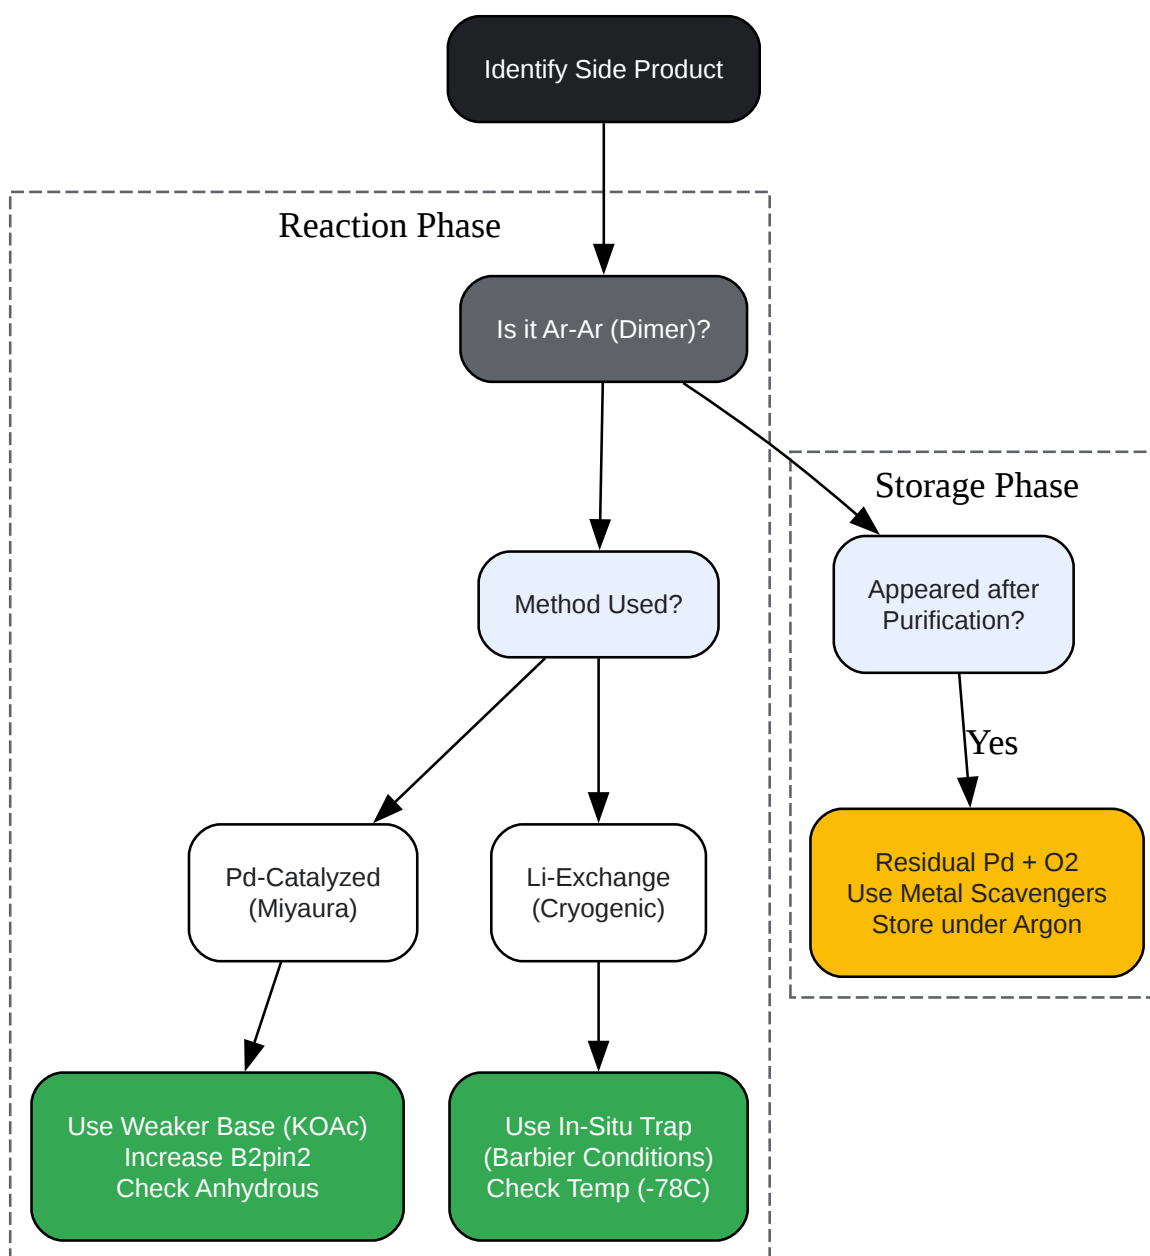 Identify Side Product
Reaction Phase
Is it Ar-Ar (Dimer)?
Storage Phase
Method Used?
Appeared after
Purification?
Yes
Pd-Catalyzed
(Miyaura)
Li-Exchange
(Cryogenic)
Residual Pd + O2
Use Metal Scavengers
Store under Argon
Use Weaker Base (KOAc)
Increase B2pin2
Check Anhydrous
Use In-Situ Trap
(Barbier Conditions)
Check Temp (-78C)